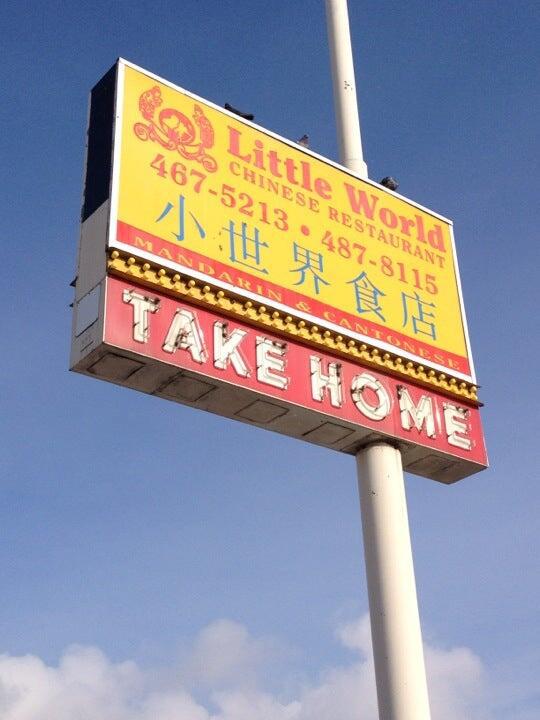 Little World
CHINESE RESTAURANT
467-5213 • 487-8115
小世界食店
MANDARIN & CANTONESE
TAKE HOME